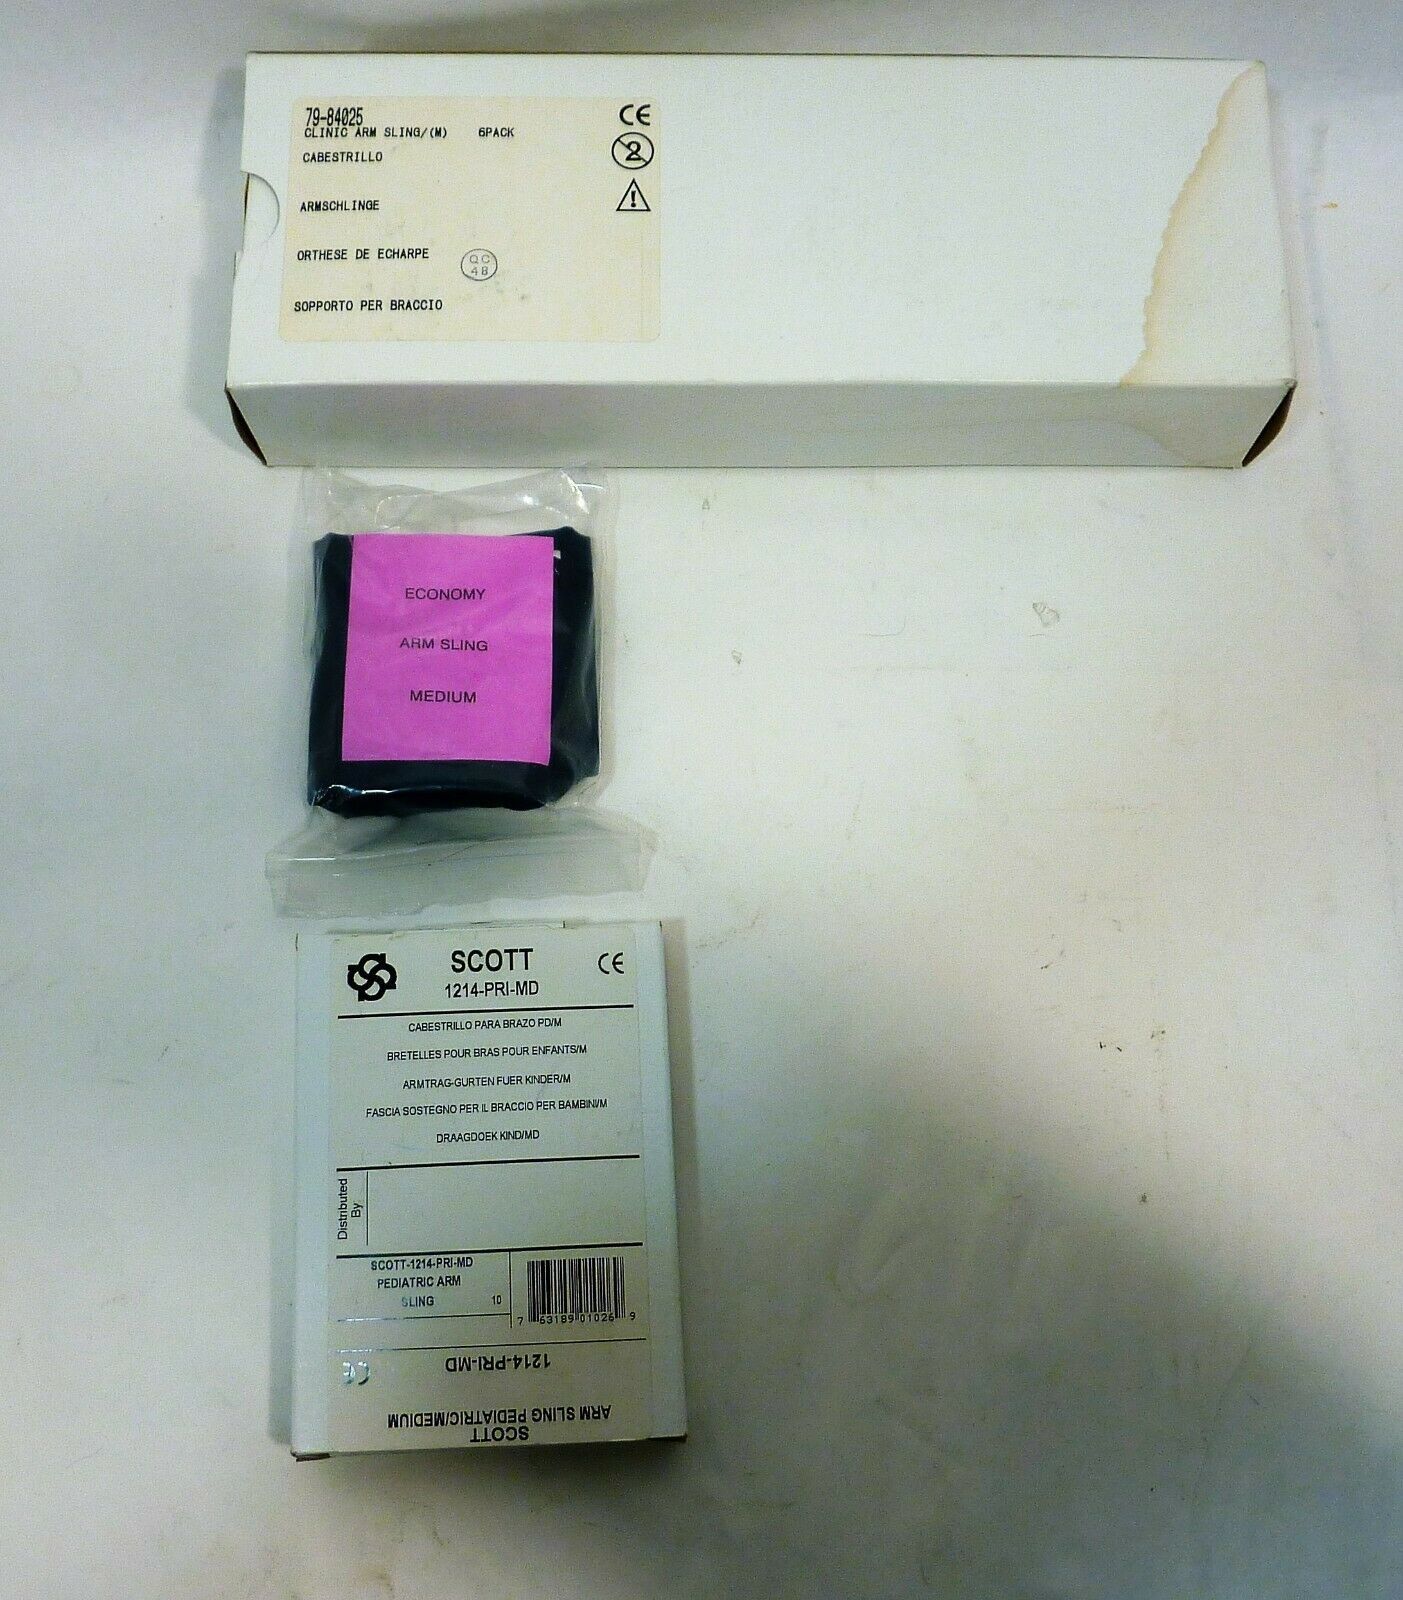 79-84025
CLINIC ARM SLING/(M) 6PACK
CE
2
CABESTRILLO
ARMSCHLINGE
ORTHESE DE ECHARPE
QC
48
SOPPORTO PER BRACCIO
ECONOMY
ARM SLING
MEDIUM
SCOTT
CE
1214-PRI-MD
CABESTRILLO PARA BRAZO PD/M
BRETELLES POUR BRAS POUR ENFANTS/M
ARMTRAG-GURTEN FUER KINDER/M
FASCIA SOSTEGNO PER IL BRACCIO PER BAMBINI/M
DRAAGDOEK KIND/MD
Distributed
By
SCOTT-1214-PRI-MD
PEDIATRIC ARM
SLING 10
7 63189 01026 9
1214-PRI-MD
CE
SCOTT
ARM SLING PEDIATRIC/MEDIUM